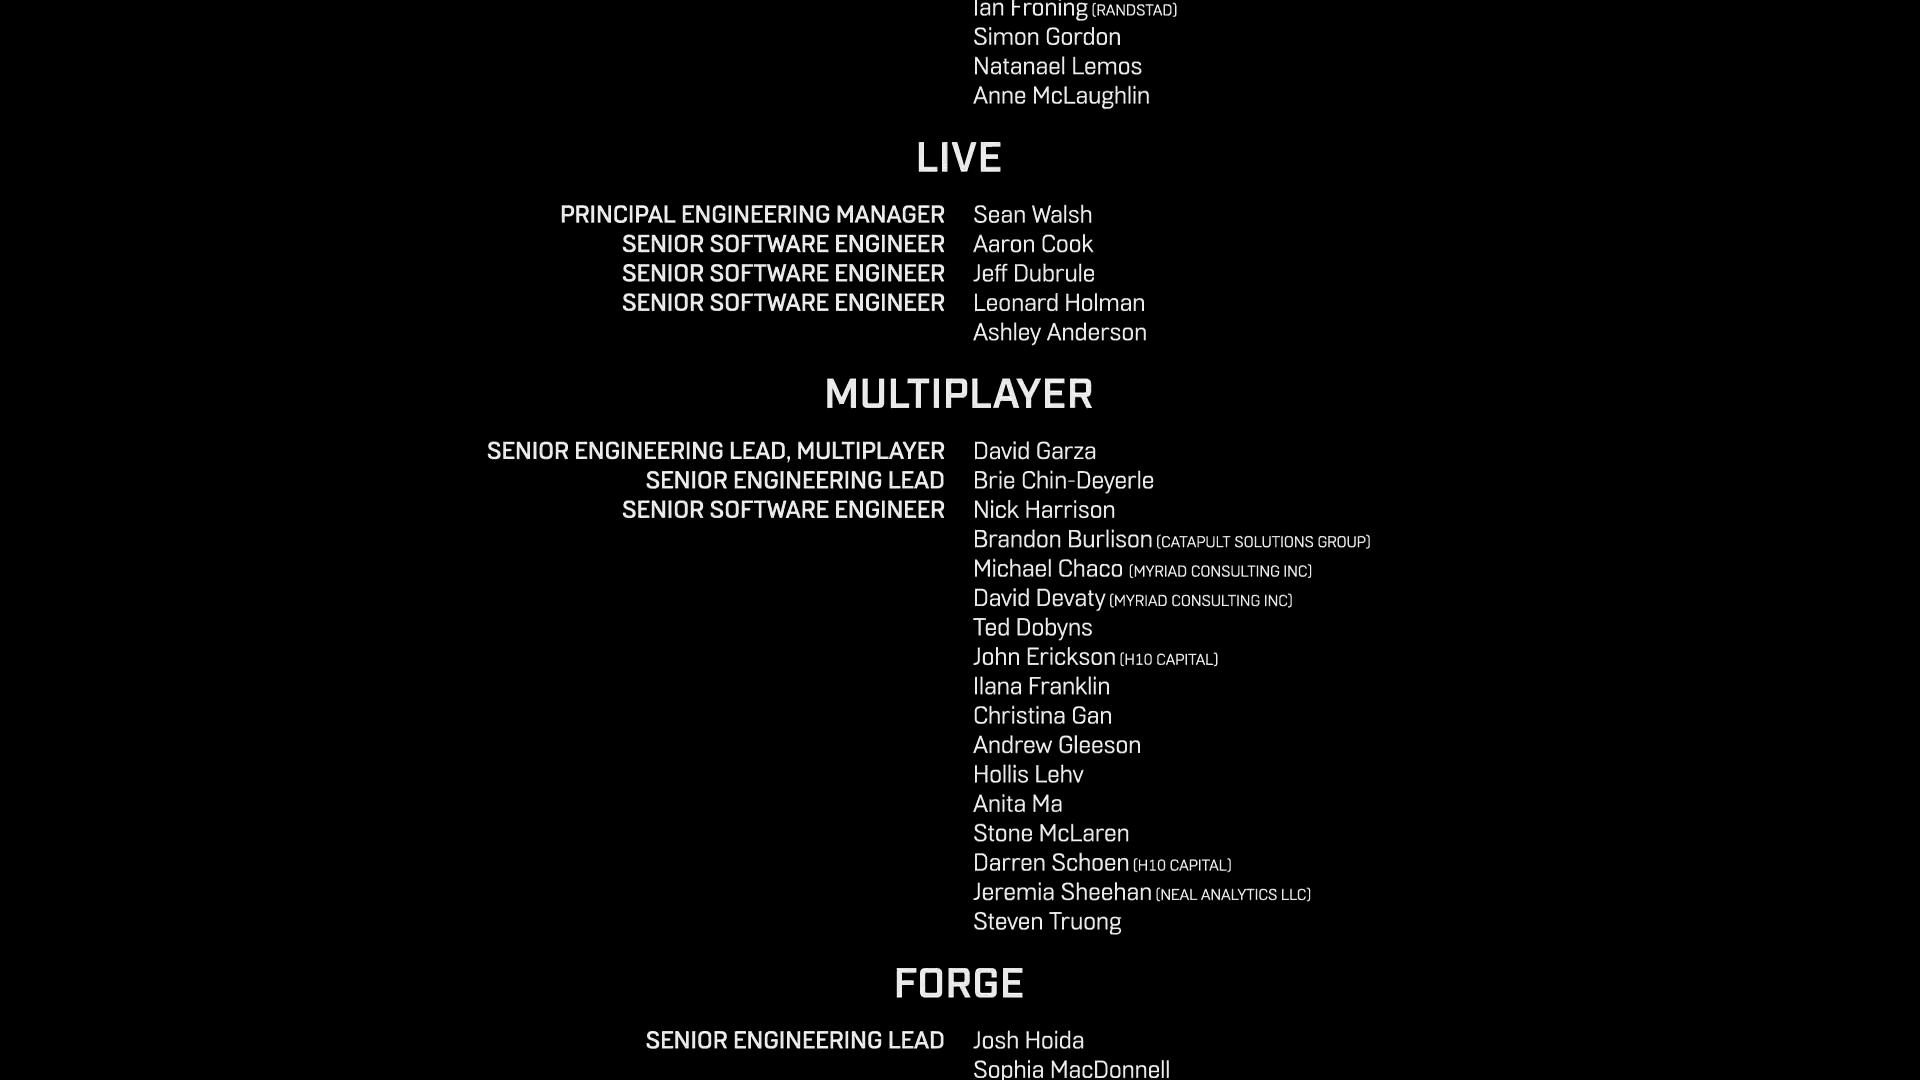 Ian Froning (RANDSTAD)
Simon Gordon
Natanael Lemos
Anne McLaughlin
LIVE
PRINCIPAL ENGINEERING MANAGER Sean Walsh
SENIOR SOFTWARE ENGINEER Aaron Cook
SENIOR SOFTWARE ENGINEER Jeff Dubrule
SENIOR SOFTWARE ENGINEER Leonard Holman
Ashley Anderson
MULTIPLAYER
SENIOR ENGINEERING LEAD, MULTIPLAYER David Garza
SENIOR ENGINEERING LEAD Brie Chin-Deyerle
SENIOR SOFTWARE ENGINEER Nick Harrison
Brandon Burlison (CATAPULT SOLUTIONS GROUP)
Michael Chaco (MYRIAD CONSULTING INC)
David Devaty (MYRIAD CONSULTING INC)
Ted Dobyns
John Erickson (H10 CAPITAL)
Ilana Franklin
Christina Gan
Andrew Gleeson
Hollis Lehv
Anita Ma
Stone McLaren
Darren Schoen (H10 CAPITAL)
Jeremia Sheehan (NEAL ANALYTICS LLC)
Steven Truong
FORGE
SENIOR ENGINEERING LEAD Josh Hoida
Sophia MacDonnell